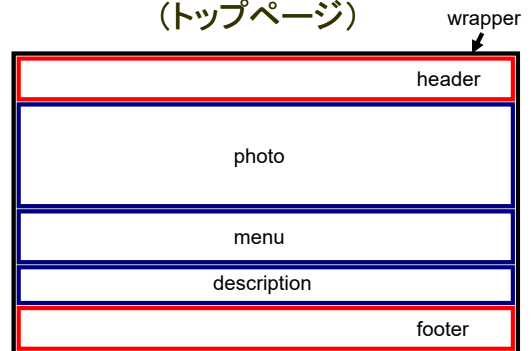 (トップページ)
wrapper
header
photo
menu
description
footer